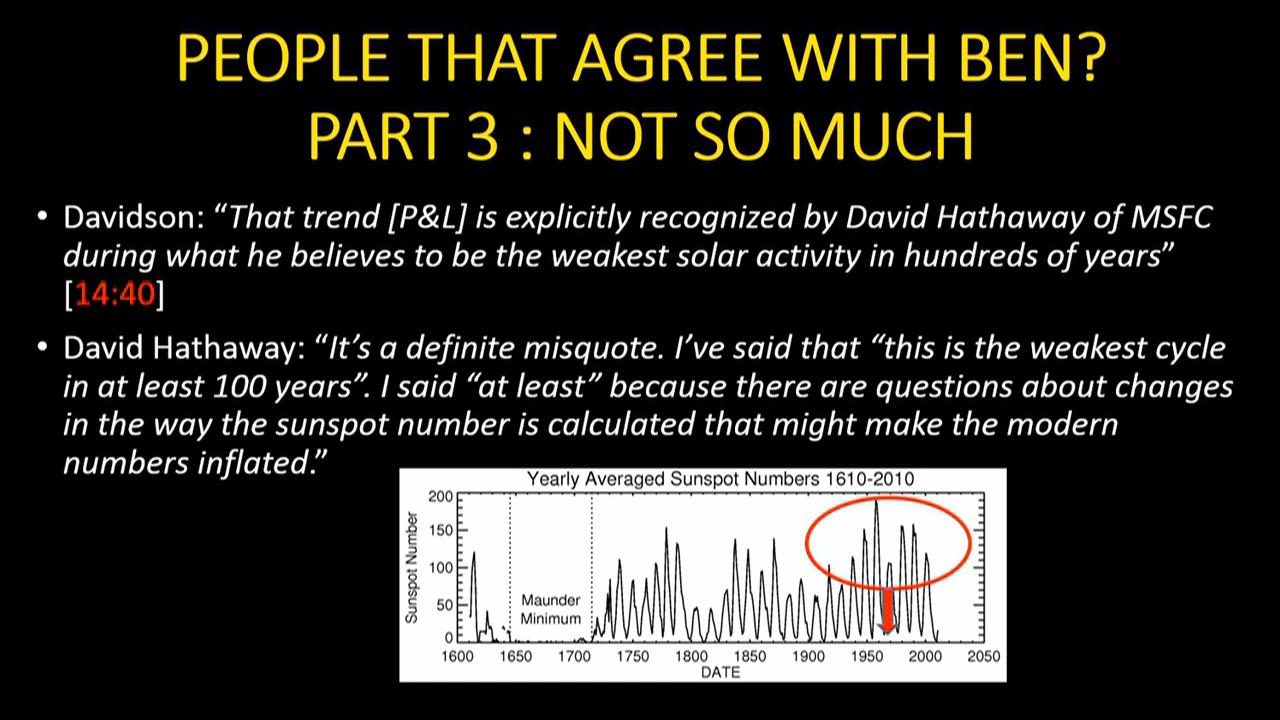 PEOPLE THAT AGREE WITH BEN?
PART 3 : NOT SO MUCH
• Davidson: “That trend [P&L] is explicitly recognized by David Hathaway of MSFC
during what he believes to be the weakest solar activity in hundreds of years”
[14:40]
• David Hathaway: “It’s a definite misquote. I’ve said that “this is the weakest cycle
in at least 100 years”. I said “at least” because there are questions about changes
in the way the sunspot number is calculated that might make the modern
numbers inflated.”
Yearly Averaged Sunspot Numbers 1610-2010
Sunspot Number
200
150
100
50
0
Maunder
Minimum
1600 1650 1700 1750 1800 1850 1900 1950 2000 2050
DATE